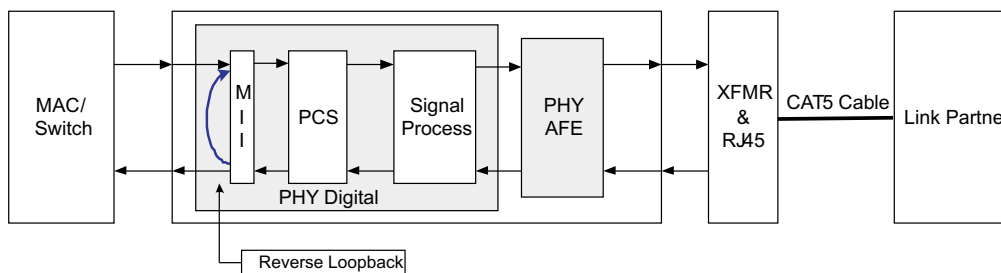 MAC/
Switch
M
I
I
PCS
Signal
Process
PHY Digital
PHY
AFE
XFMR
&
RJ45
CAT5 Cable
Link Partne
Reverse Loopback